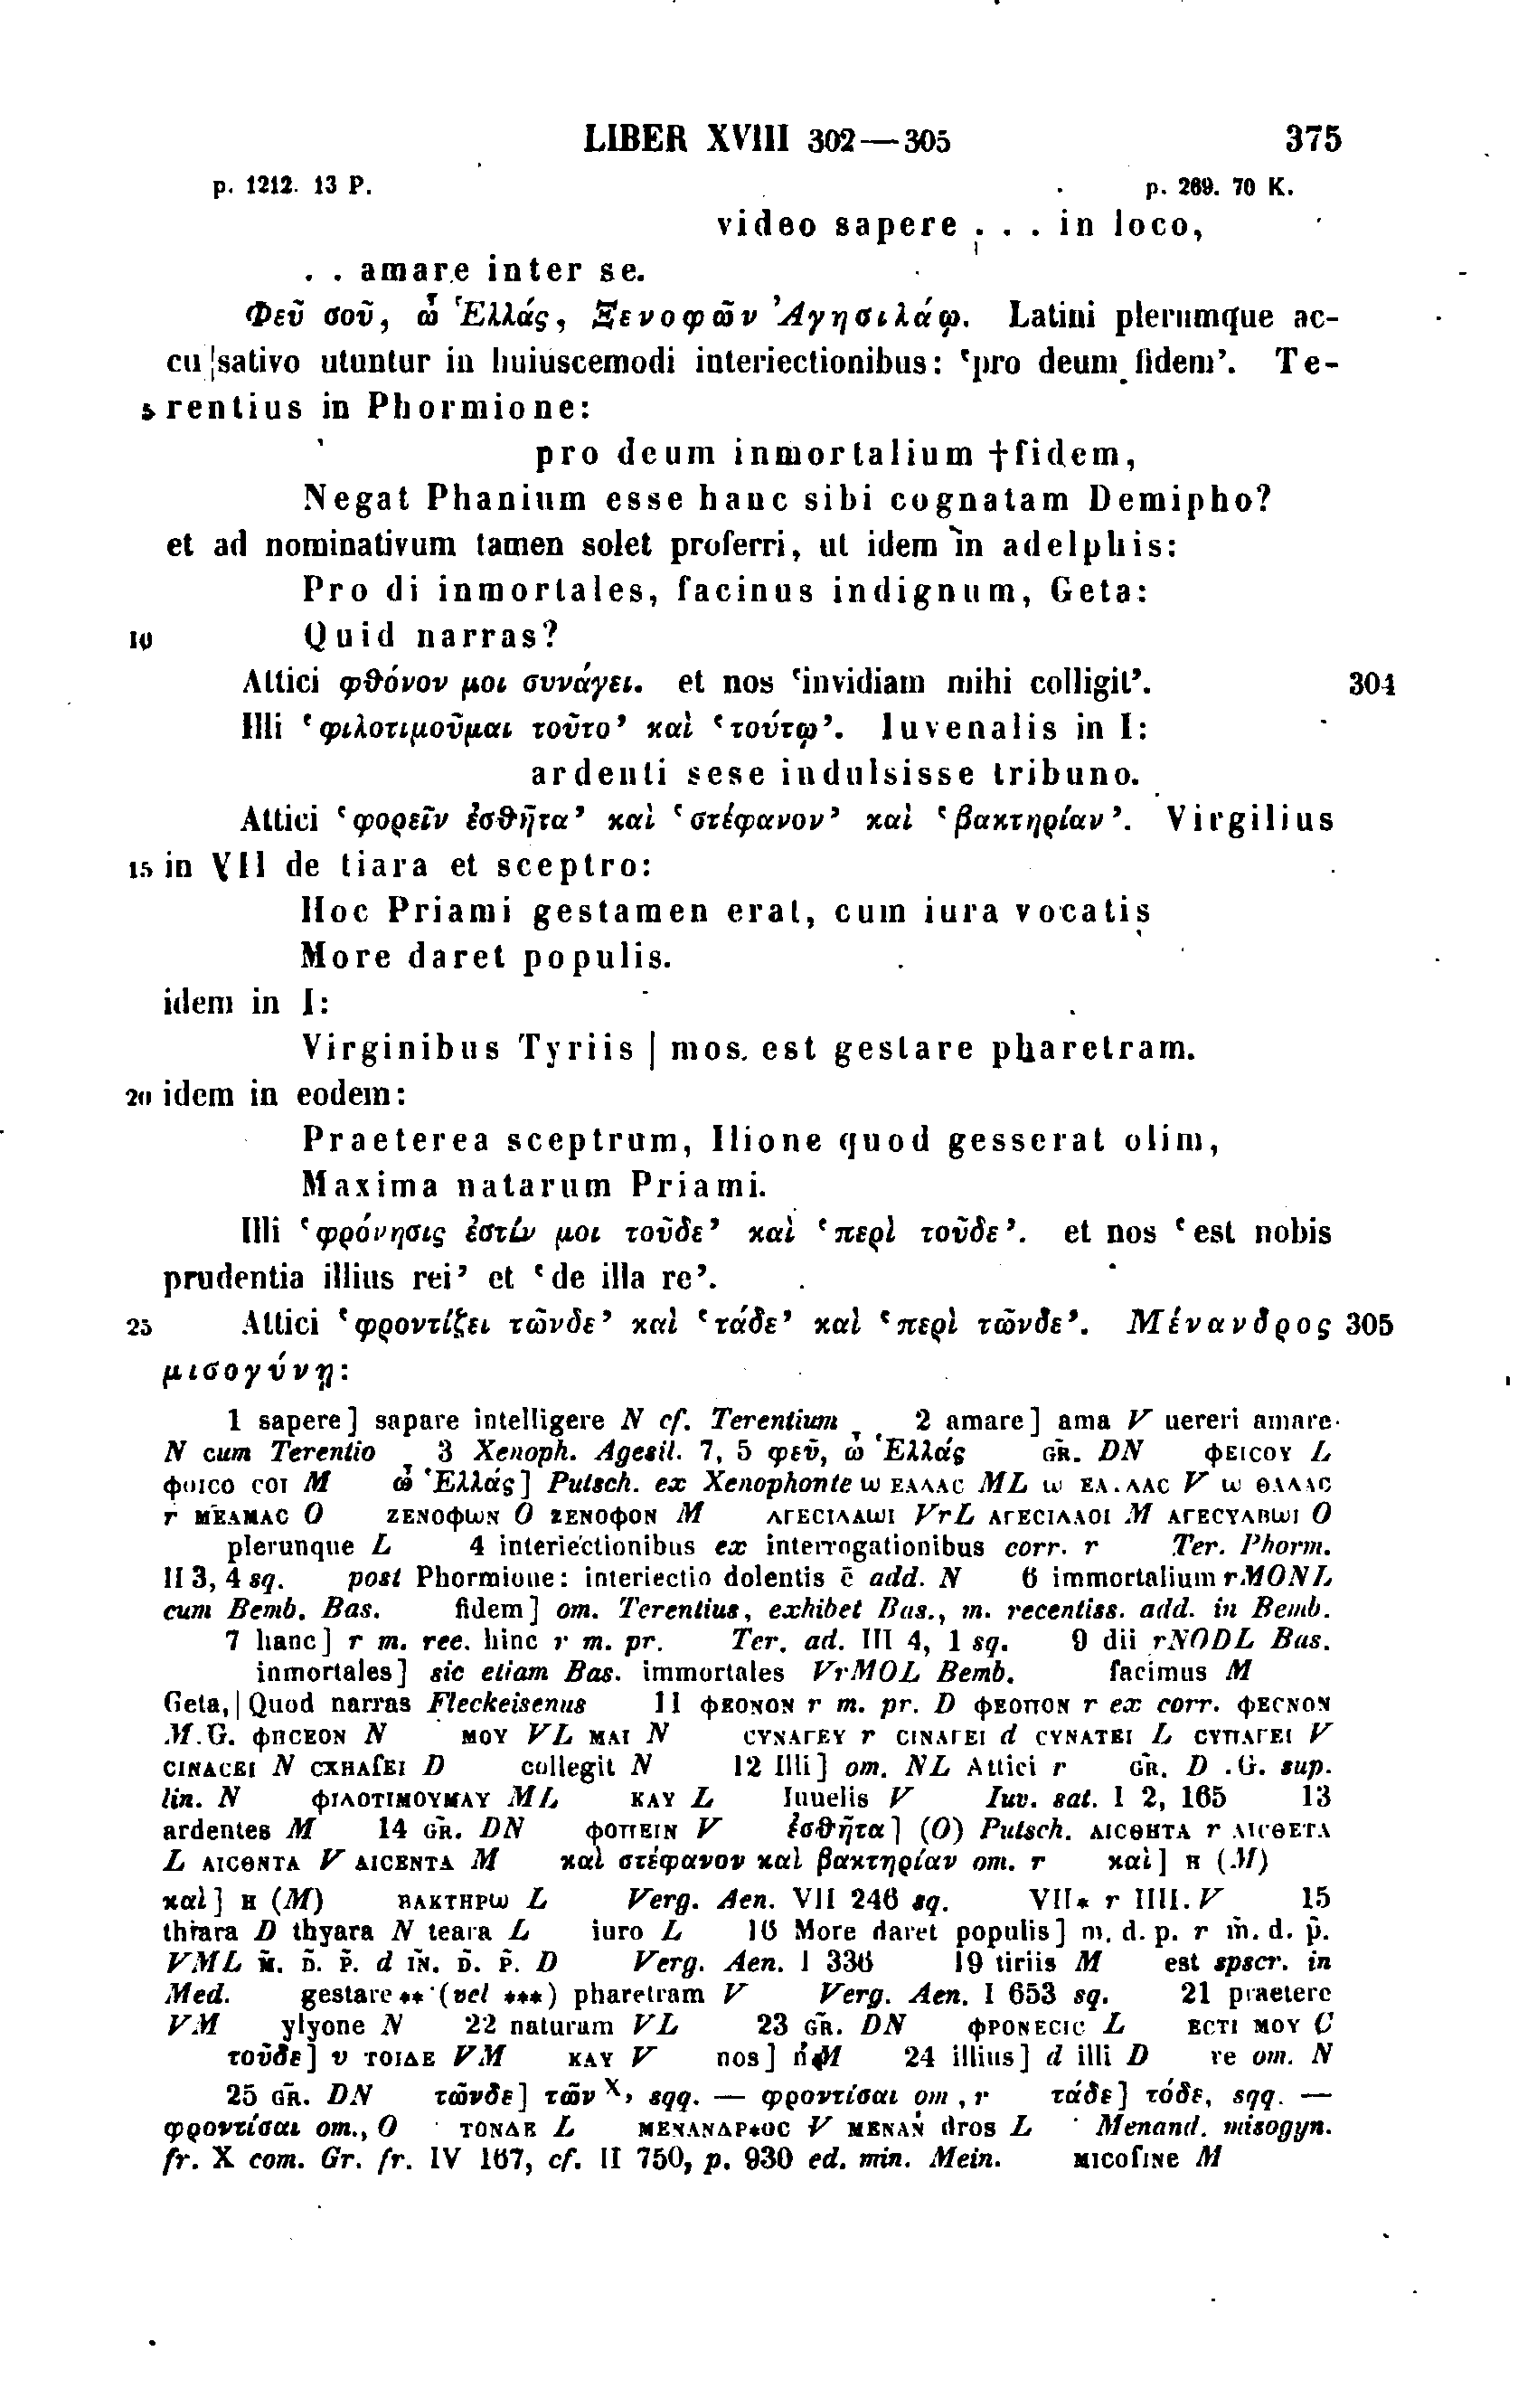 LIBER XVIII 302—305 375
p. 1212. 13 P. p. 269. 70 K.
video sapere . . . in loco,
. . amare inter se.
Φεῦ σοῦ, ὦ Ἑλλάς, Ξενοφῶν Ἀγησιλάῳ. Latini plerumque ac-
cu|sativo utuntur in huiuscemodi interiectionibus: ‘pro deum fidem’. Te-
5 rentius in Phormione:
pro deum inmortalium †fidem,
Negat Phanium esse hanc sibi cognatam Demipho?
et ad nominativum tamen solet proferri, ut idem in adelphis:
Pro di inmortales, facinus indignum, Geta:
10 Quid narras?
Attici φθόνον μοι συνάγει. et nos ‘invidiam mihi colligit’. 304
Illi ‘φιλοτιμοῦμαι τοῦτο’ καὶ ‘τούτῳ’. Iuvenalis in I:
ardenti sese indulsisse tribuno.
Attici ‘φορεῖν ἐσθῆτα’ καὶ ‘στέφανον’ καὶ ‘βακτηρίαν’. Virgilius
15 in VII de tiara et sceptro:
Hoc Priami gestamen erat, cum iura vocatis
More daret populis.
idem in I:
Virginibus Tyriis | mos est gestare pharetram.
20 idem in eodem:
Praeterea sceptrum, Ilione quod gesserat olim,
Maxima natarum Priami.
Illi ‘φρόνησις ἐστίν μοι τοῦδε’ καὶ ‘περὶ τοῦδε’. et nos ‘est nobis
prudentia illius rei’ et ‘de illa re’.
25 Attici ‘φροντίζει τῶνδε’ καὶ ‘τάδε’ καὶ ‘περὶ τῶνδε’. Μένανδρος 305
μισογύνῃ:
1 sapere] sapare intelligere N cf. Terentium 2 amare] ama V uereri amare
N cum Terentio 3 Xenoph. Agesil. 7, 5 φεῦ, ὦ Ἑλλάς GR. DN ΦΕΙCΟΥ L
ΦΟΙCΟ CΟΙ M ὦ Ἑλλάς] Putsch. ex Xenophonte ω ΕΛΛΑC ML ω ΕΛ.ΛΑC V ω ΘΛΛΑC
r ΜΕΑΜΑC O ΖΕΝΟΦωΝ O ΖΕΝΟΦΟΝ M ΑΓΕCΙΛΑωΙ VrL ΑΓΕCΙΛΑΟΙ M ΑΓΕCΥΛΒωΙ O
plerunque L 4 interiectionibus ex interrogationibus corr. r Ter. Phorm.
II 3, 4 sq. post Phormione: interiectio dolentis c̄ add. N 6 immortalium rMONL
cum Bemb. Bas. fidem] om. Terentius, exhibet Bas., m. recentiss. add. in Bemb.
7 hanc] r m. rec. hinc r m. pr. Ter. ad. III 4, 1 sq. 9 dii rNODL Bas.
inmortales] sic etiam Bas. immortales VrMOL Bemb. facimus M
Geta,| Quod narras Fleckeisenus 11 ΦΕΟΝΟΝ r m. pr. D ΦΕΟΠΟΝ r ex corr. ΦΕCΝΟΝ
M.G. ΦΠCΕΟΝ N ΜΟΥ VL ΜΑΙ N CΥΝΑΓΕΥ r CΙΝΑΓΕΙ d CΥΝΑΤΕΙ L CΥΠΑΓΕΙ V
CΙΝΑCΕΙ N CΧΗΑſΕΙ D collegit N 12 Illi] om. NL Attici r GR. D .G. sup.
lin. N ΦΙΛΟΤΙΜΟΥΜΑΥ ML ΚΑΥ L Iuuelis V Iuv. sat. I 2, 165 13
ardentes M 14 GR. DN ΦΟΠΕΙΝ V ἐσθῆτα] (O) Putsch. ΑΙCΘΗΤΑ r ΑΙCΘΕΤΑ
L ΑΙCΘΝΤΑ V ΑΙCΕΝΤΑ M καὶ στέφανον καὶ βακτηρίαν om. r καὶ] Η (M)
καὶ] Η (M) ΒΑΚΤΗΡω L Verg. Aen. VII 246 sq. VII* r IIII. V 15
thiara D thyara N teara L iuro L 16 More daret populis] m. d. p. r m̄. d. p̄.
VML M̄. D̄. P̄. d IN̄. D̄. P̄. D Verg. Aen. I 336 19 tiriis M est spscr. in
Med. gestare ** (vel ***) pharetram V Verg. Aen. I 653 sq. 21 praetere
VM ylyone N 22 naturam VL 23 GR. DN ΦΡΟΝΕCΙC L ΕCΤΙ ΜΟΥ C
τοῦδε] υ ΤΟΙΔΕ VM ΚΑΥ V nos] M 24 illius] d illi D re om. N
25 GR. DN τῶνδε] τῶν X, sqq. — φροντίσαι om, r τάδε] τόδε, sqq. —
φροντίσαι om., O ΤΟΝΔΕ L ΜΕΝΑΝΔΡ*ΟC V ΜΕΝΑΝ dros L Menand. misogyn.
fr. X com. Gr. fr. IV 167, cf. II 750, p. 930 ed. min. Mein. ΜΙCΟſΙΝΕ M